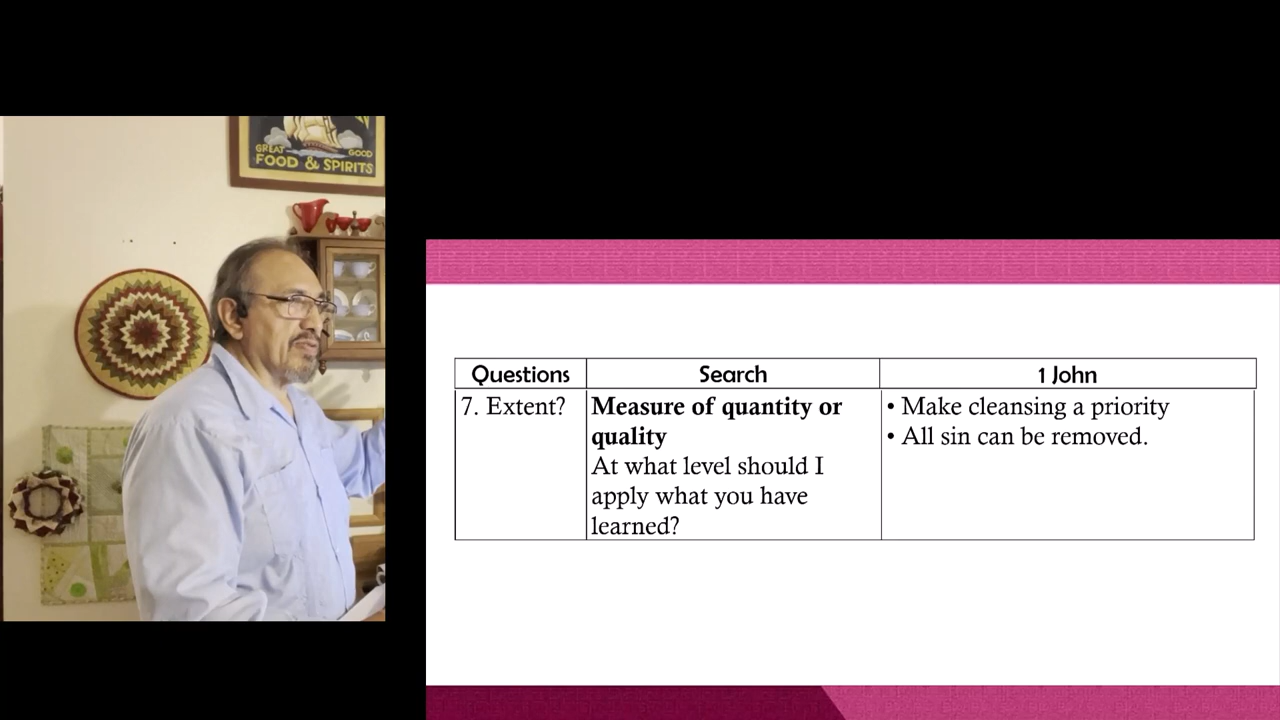 GREAT GOOD
FOOD & SPIRITS
Questions Search 1 John
7. Extent? Measure of quantity or • Make cleansing a priority
quality • All sin can be removed.
At what level should I
apply what you have
learned?